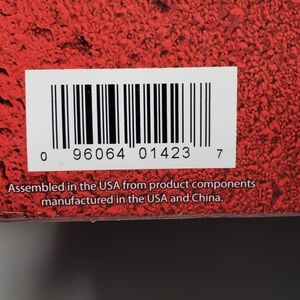 0 96064 01423 7
Assembled in the USA from product components
manufactured in the USA and China.